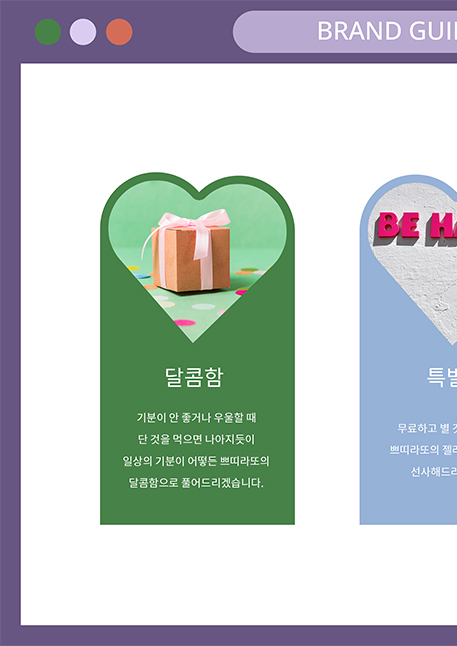 BRAND GUI
BE HA
달콤함
기분이 안 좋거나 우울할 때
단 것을 먹으면 나아지듯이
일상의 기분이 어떻든 쁘띠라또의
달콤함으로 풀어드리겠습니다.
특별
무료하고 별
쁘띠라또의 젤
선사해드